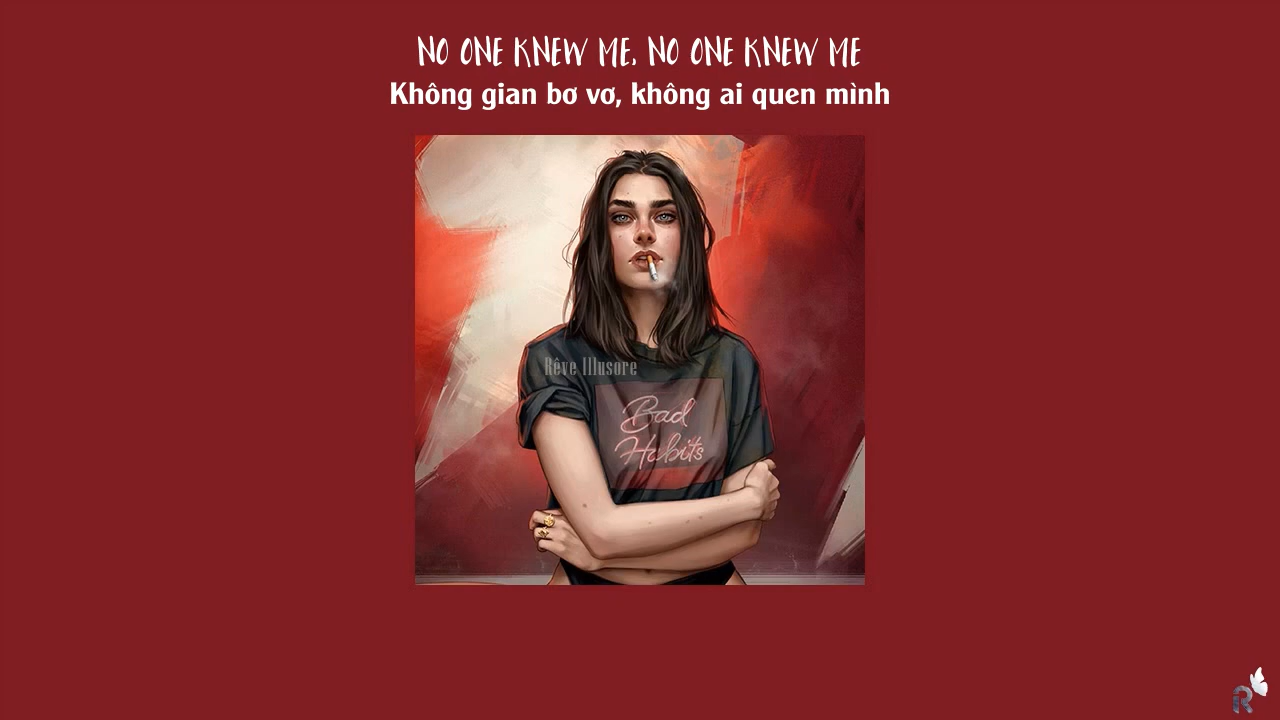 NO ONE KNEW ME, NO ONE KNEW ME
Không gian bơ vơ, không ai quen mình
Rêve Illusore
Bad
Habits
R